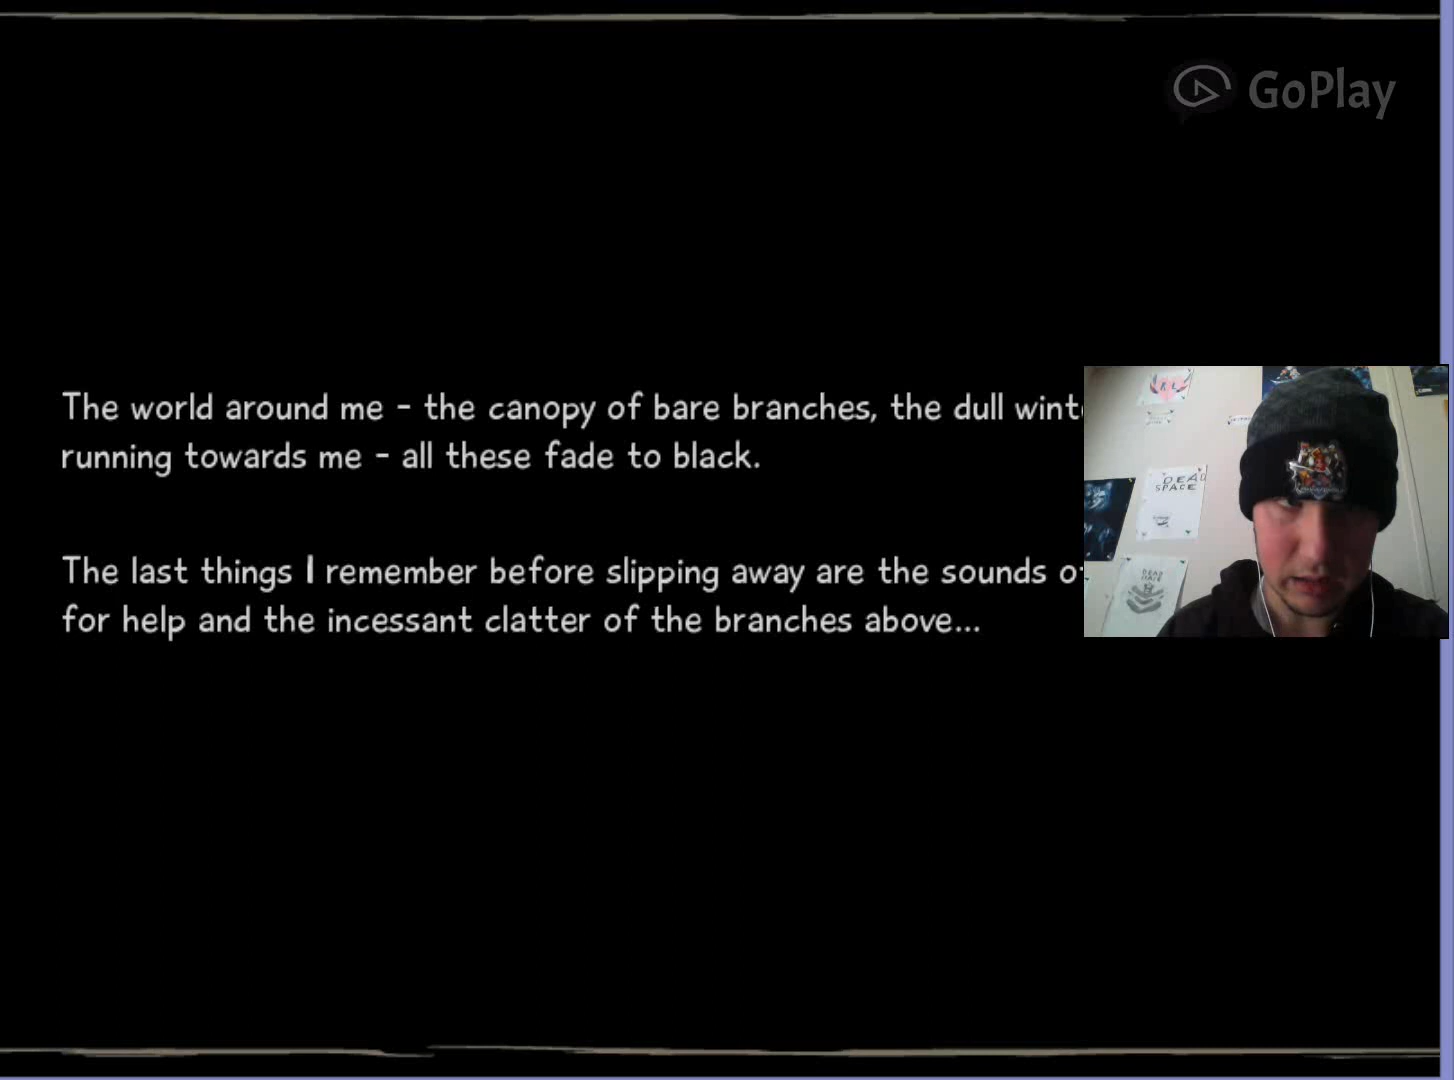 GoPlay
The world around me - the canopy of bare branches, the dull
running towards me - all these fade to black.
The last things I remember before slipping away are the sounds
for help and the incessant clatter of the branches above...
DEAD
SPACE
DEAD
SPACE